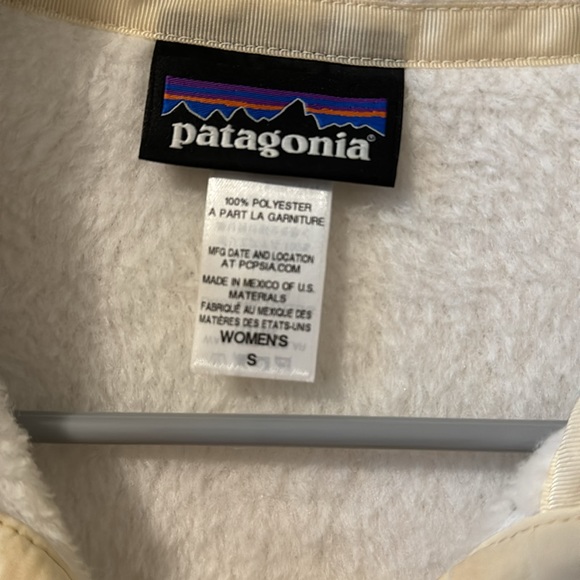 patagonia®
100% POLYESTER
A PART LA GARNITURE
MFG DATE AND LOCATION
AT PCPSIA.COM
MADE IN MEXICO OF U.S.
MATERIALS
FABRIQUÉ AU MEXIQUE DES
MATIÈRES DES ETATS-UNIS
WOMEN'S
S